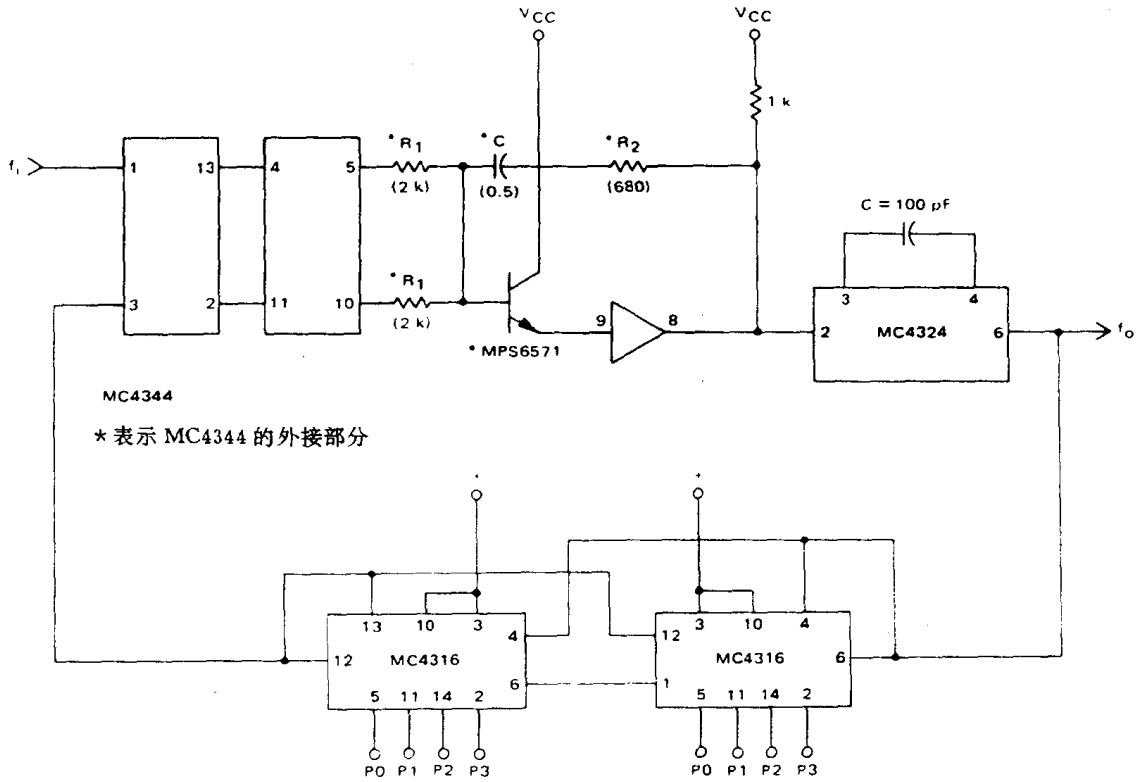 VCC
VCC
1 k
*R1
(2 k)
*C
(0.5)
*R2
(680)
C = 100 pF
fI
1
13
4
5
3
2
11
10
*R1
(2 k)
*MPS6571
9
8
3
4
2
MC4324
6
fO
MC4344
* 表示 MC4344 的外接部分
+
13
10
3
4
12
MC4316
6
5
11
14
2
P0
P1
P2
P3
3
10
4
12
MC4316
6
1
5
11
14
2
P0
P1
P2
P3